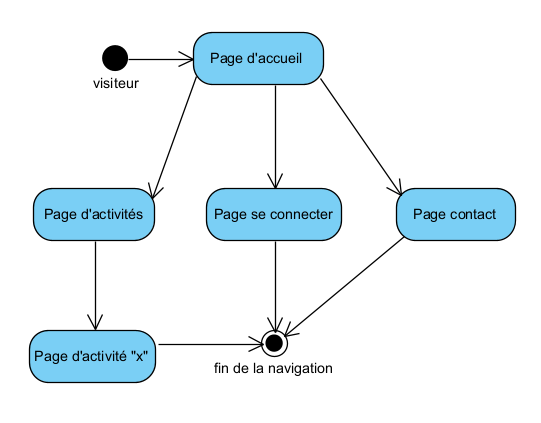 Page d'accueil
visiteur
Page d'activités
Page se connecter
Page contact
Page d'activité "x"
fin de la navigation